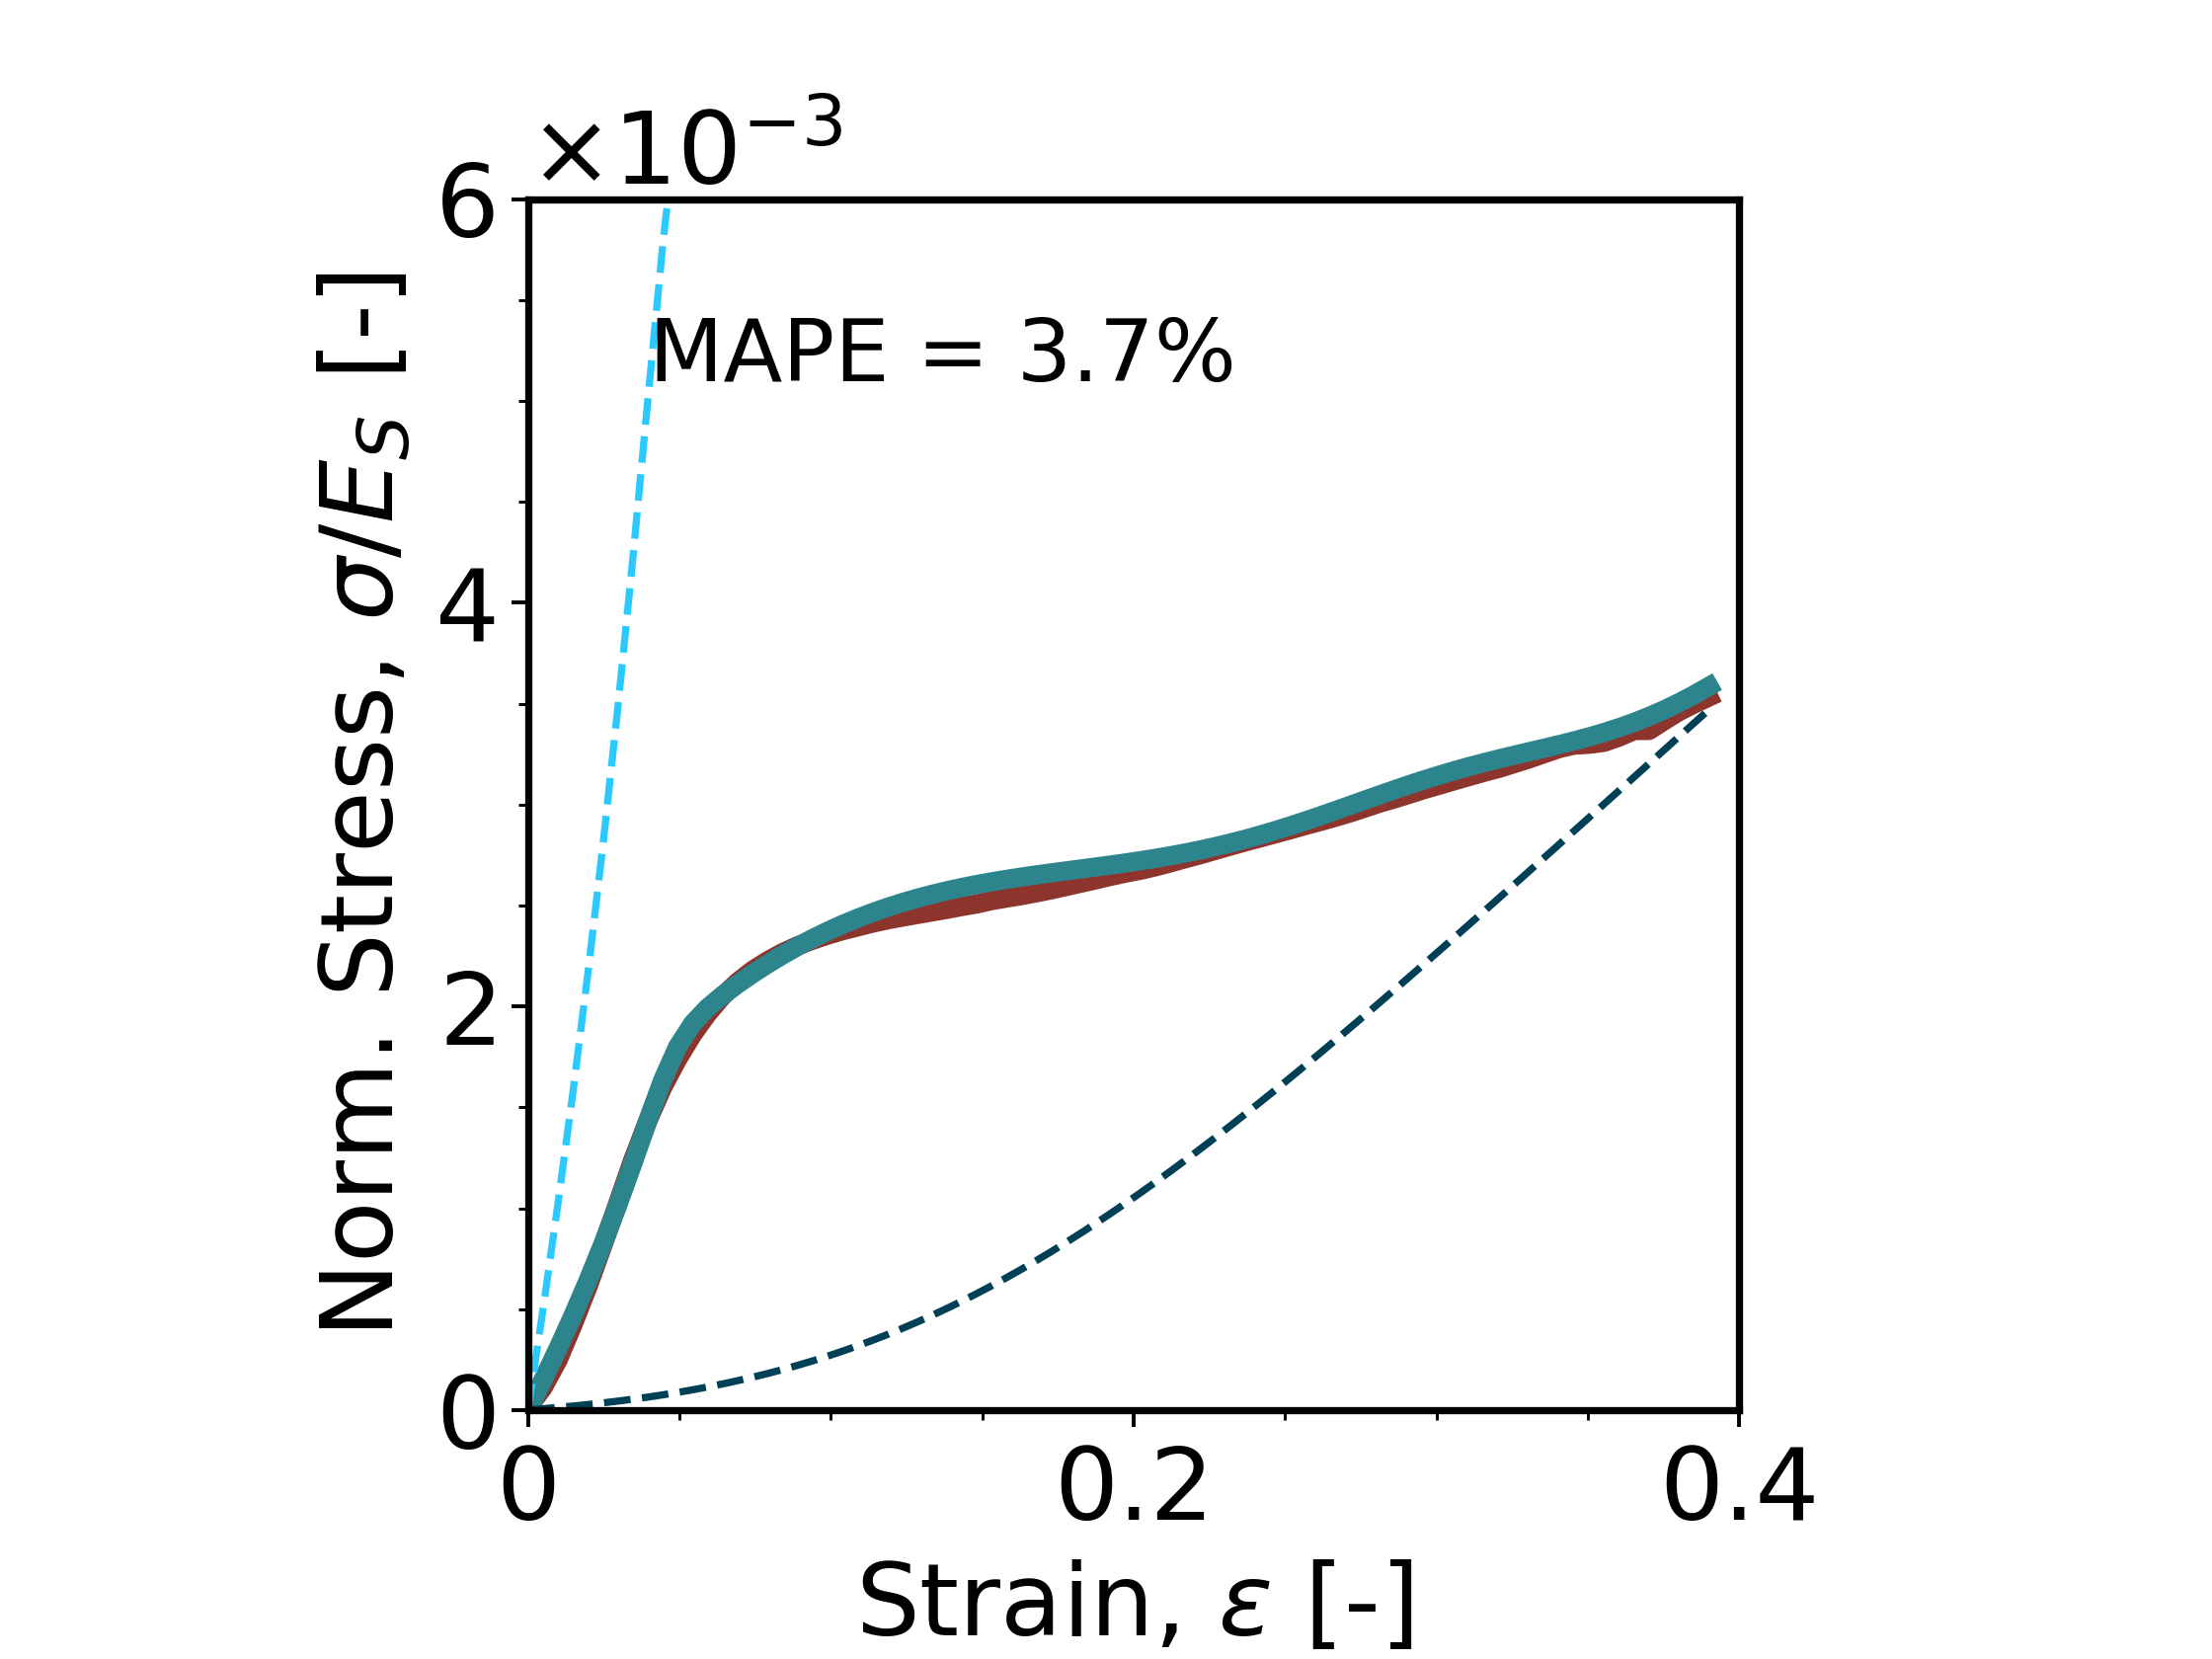 ×10⁻³
6
MAPE = 3.7%
4
2
0
Norm. Stress, σ/E_S [-]
0 0.2 0.4
Strain, ε [-]